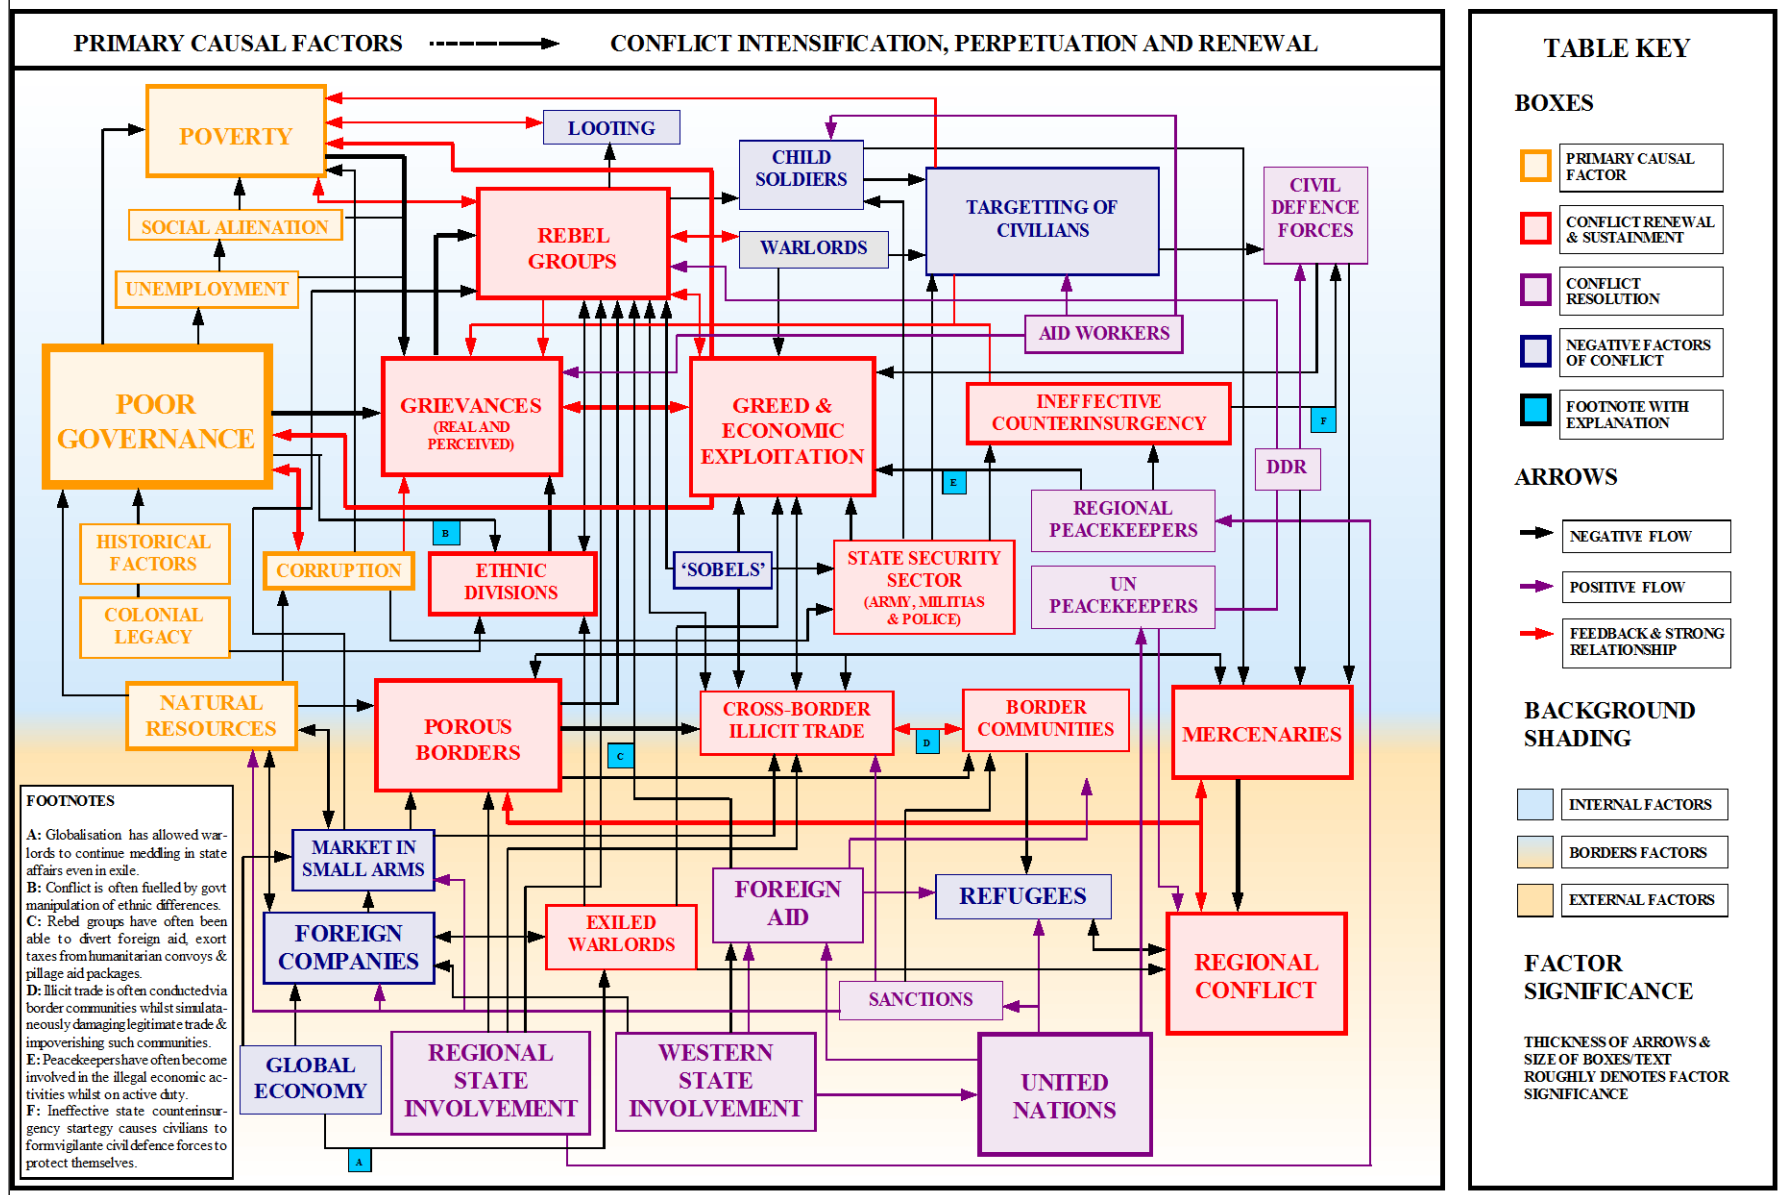 PRIMARY CAUSAL FACTORS
CONFLICT INTENSIFICATION, PERPETUATION AND RENEWAL
POVERTY
LOOTING
CHILD
SOLDIERS
TARGETTING OF
CIVILIANS
CIVIL
DEFENCE
FORCES
SOCIAL ALIENATION
REBEL
GROUPS
WARLORDS
UNEMPLOYMENT
AID WORKERS
POOR
GOVERNANCE
GRIEVANCES
(REAL AND
PERCEIVED)
GREED &
ECONOMIC
EXPLOITATION
INEFFECTIVE
COUNTERINSURGENCY
F
DDR
E
REGIONAL
PEACEKEEPERS
HISTORICAL
FACTORS
B
CORRUPTION
ETHNIC
DIVISIONS
‘SOBELS’
STATE SECURITY
SECTOR
(ARMY, MILITIAS
& POLICE)
UN
PEACEKEEPERS
COLONIAL
LEGACY
NATURAL
RESOURCES
POROUS
BORDERS
C
CROSS-BORDER
ILLICIT TRADE
D
BORDER
COMMUNITIES
MERCENARIES
MARKET IN
SMALL ARMS
FOREIGN
AID
REFUGEES
FOREIGN
COMPANIES
EXILED
WARLORDS
REGIONAL
CONFLICT
SANCTIONS
GLOBAL
ECONOMY
REGIONAL
STATE
INVOLVEMENT
WESTERN
STATE
INVOLVEMENT
UNITED
NATIONS
A
FOOTNOTES
A: Globalisation has allowed war-
lords to continue meddling in state
affairs even in exile.
B: Conflict is often fuelled by govt
manipulation of ethnic differences.
C: Rebel groups have often been
able to divert foreign aid, exort
taxes from humanitarian convoys &
pillage aid packages.
D: Illicit trade is often conducted via
border communities whilst simulata-
neously damaging legitimate trade &
impoverishing such communities.
E: Peacekeepers have often become
involved in the illegal economic ac-
tivities whilst on active duty.
F: Ineffective state counterinsur-
gency startegy causes civilians to
form vigilante civil defence forces to
protect themselves.
TABLE KEY
BOXES
PRIMARY CAUSAL
FACTOR
CONFLICT RENEWAL
& SUSTAINMENT
CONFLICT
RESOLUTION
NEGATIVE FACTORS
OF CONFLICT
FOOTNOTE WITH
EXPLANATION
ARROWS
NEGATIVE FLOW
POSITIVE FLOW
FEEDBACK & STRONG
RELATIONSHIP
BACKGROUND
SHADING
INTERNAL FACTORS
BORDERS FACTORS
EXTERNAL FACTORS
FACTOR
SIGNIFICANCE
THICKNESS OF ARROWS &
SIZE OF BOXES/TEXT
ROUGHLY DENOTES FACTOR
SIGNIFICANCE